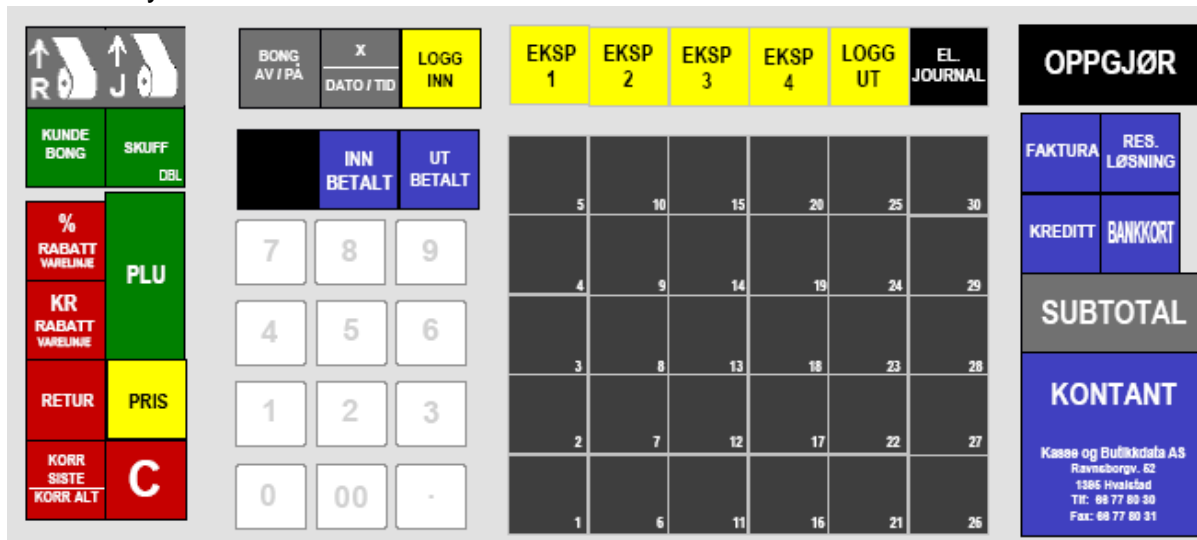 R J
KUNDE
BONG
SKUFF
DBL
%
RABATT
VARELINJE
PLU
KR
RABATT
VARELINJE
RETUR
PRIS
KORR
SISTE
KORR ALT
C
BONG
AV / PÅ
X
DATO / TID
LOGG
INN
INN
BETALT
UT
BETALT
7 8 9
4 5 6
1 2 3
0 00 .
EKSP
1
EKSP
2
EKSP
3
EKSP
4
LOGG
UT
EL.
JOURNAL
5 10 15 20 25 30
4 9 14 19 24 29
3 8 13 18 23 28
2 7 12 17 22 27
1 6 11 16 21 26
OPPGJØR
FAKTURA
RES.
LØSNING
KREDITT
BANKKORT
SUBTOTAL
KONTANT
Kasse og Butikkdata AS
Ravnsborgv. 52
1395 Hvalstad
Tlf: 66 77 80 30
Fax: 66 77 80 31